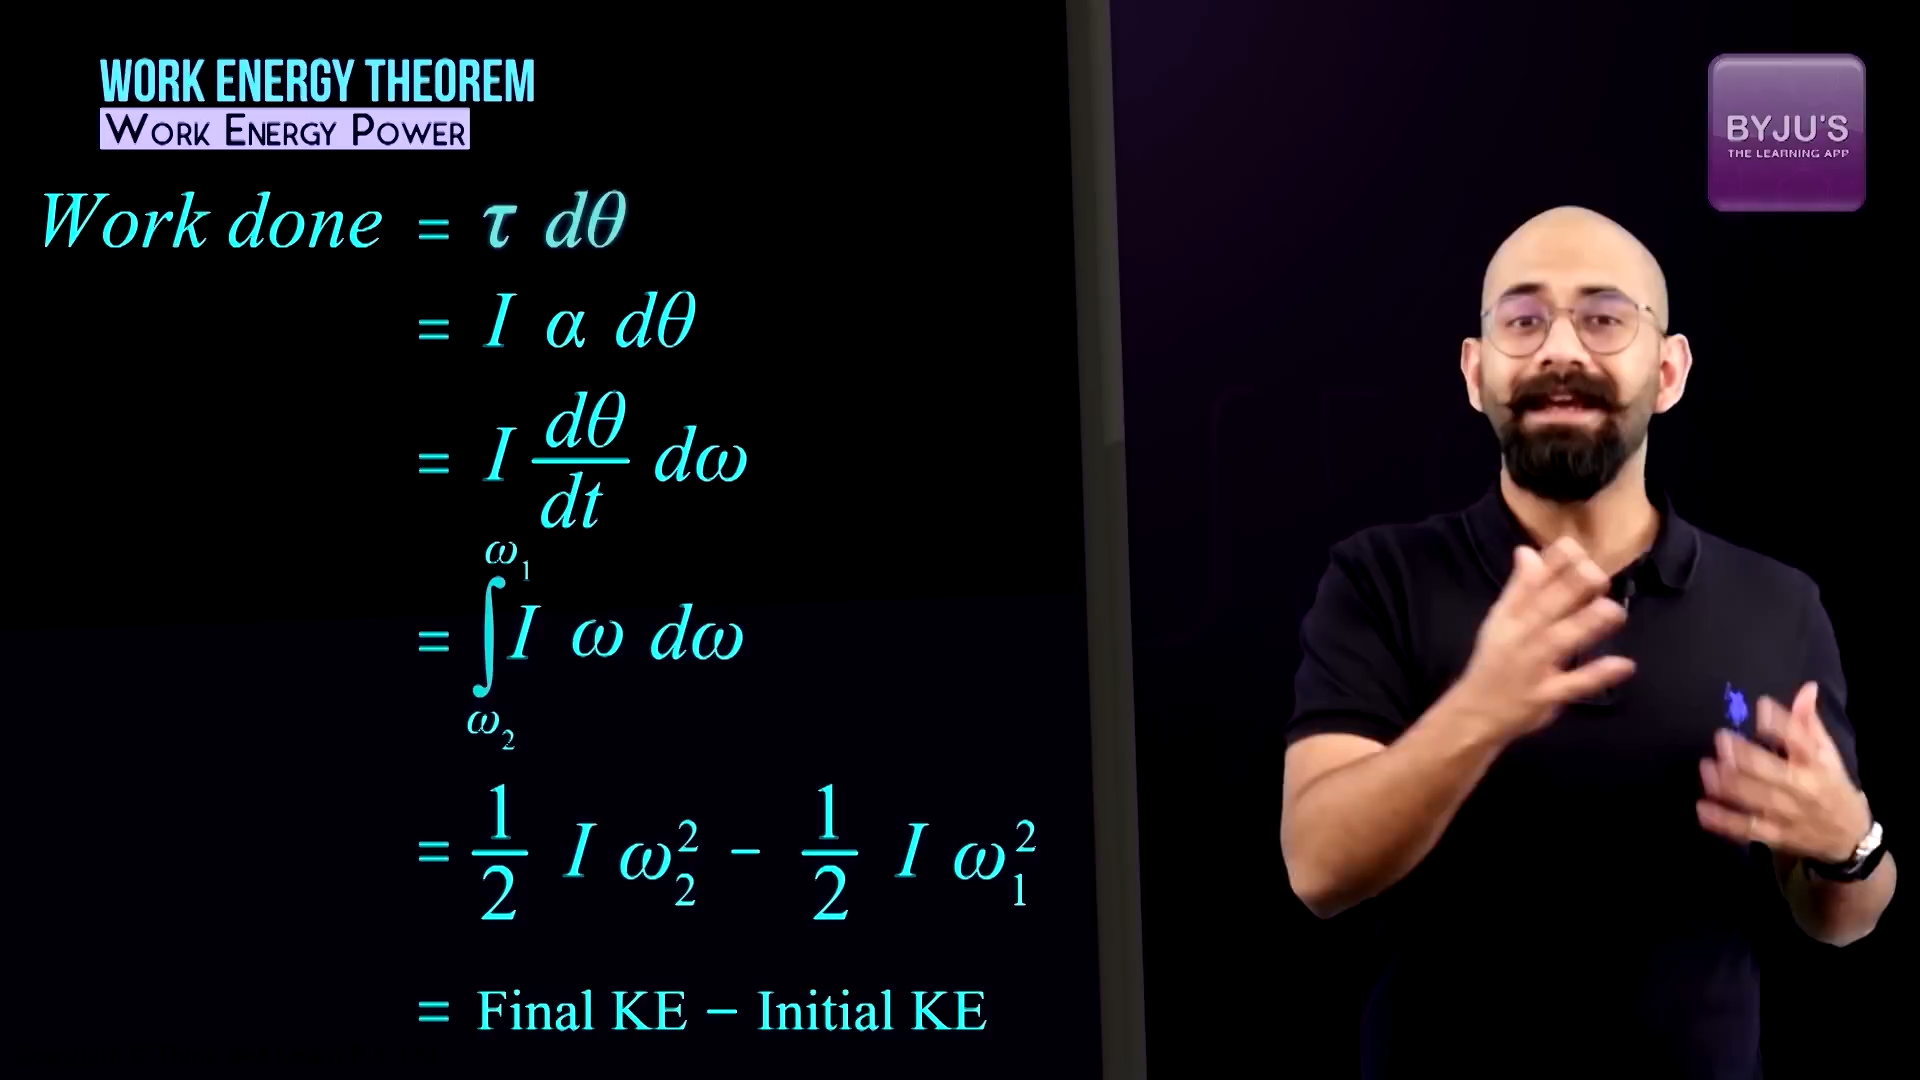 WORK ENERGY THEOREM
WORK ENERGY POWER
BYJU'S
THE LEARNING APP
Work done = τ dθ
= I α dθ
= I dθ/dt dω
= ∫_{ω₂}^{ω₁} I ω dω
= 1/2 I ω₂² - 1/2 I ω₁²
= Final KE – Initial KE